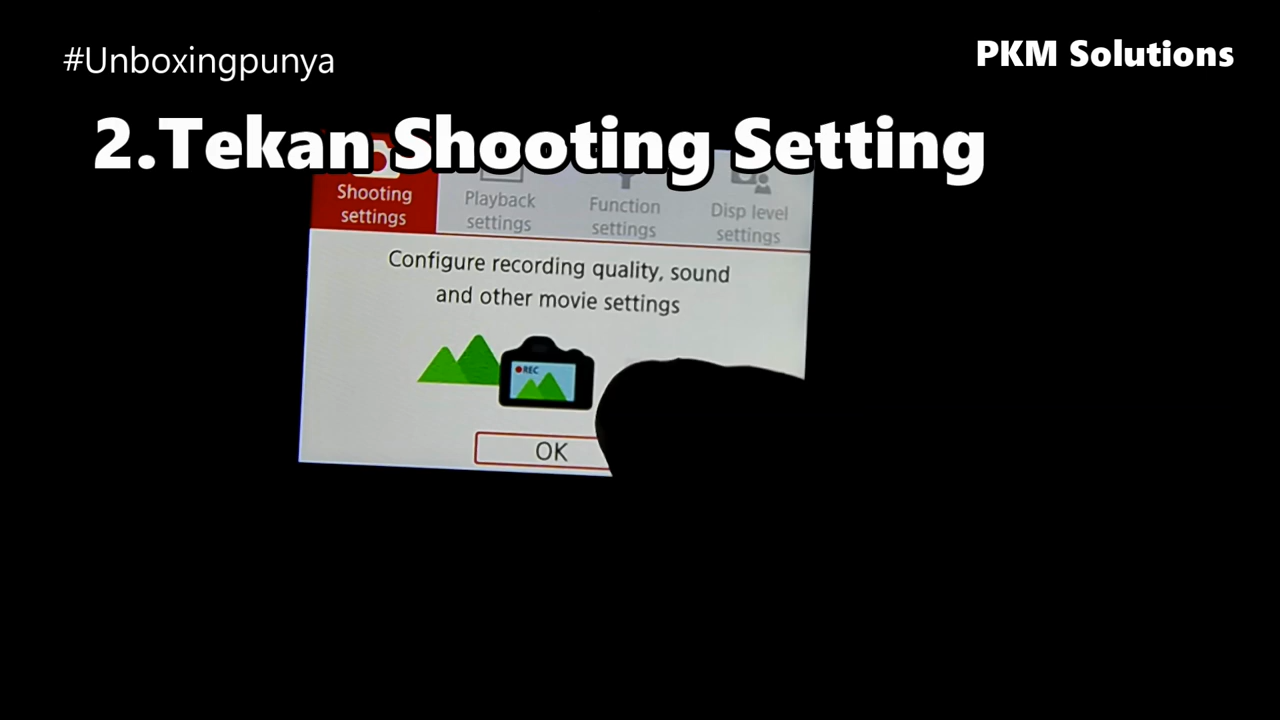 #Unboxingpunya
PKM Solutions
2.Tekan Shooting Setting
Shooting
settings
Playback
settings
Function
settings
Disp level
settings
Configure recording quality, sound
and other movie settings
REC
OK